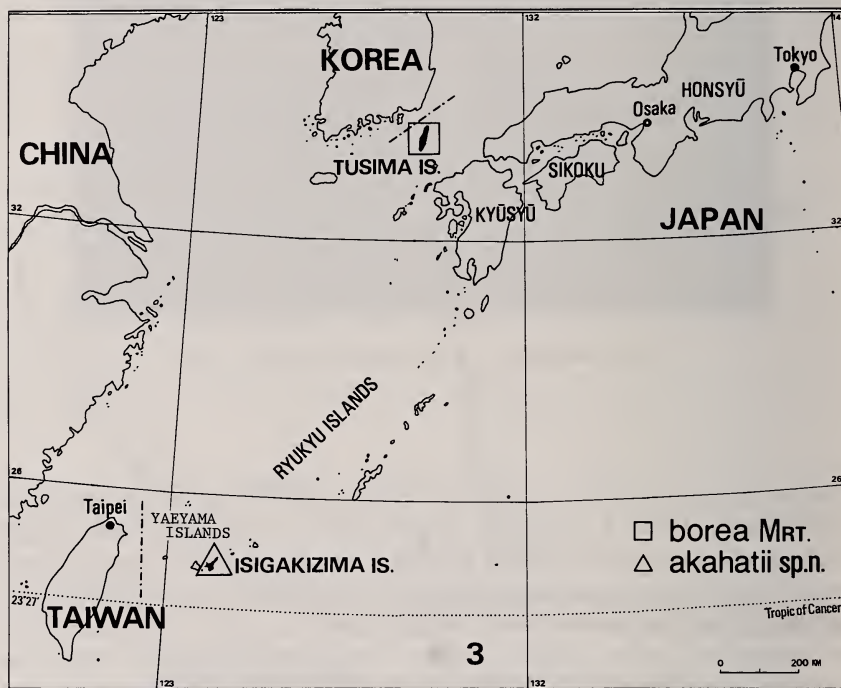 123
132
14
KOREA
Tokyo
HONSYŪ
Osaka
CHINA
TUSIMA IS.
SIKOKU
KYŪSYŪ
JAPAN
32
32
RYUKYU ISLANDS
26
26
Taipei
YAEYAMA
ISLANDS
ISIGAKIZIMA IS.
□ borea MRT.
△ akahatii sp.n.
23°27'
TAIWAN
Tropic of Cancer
3
0 200 KM
123
132